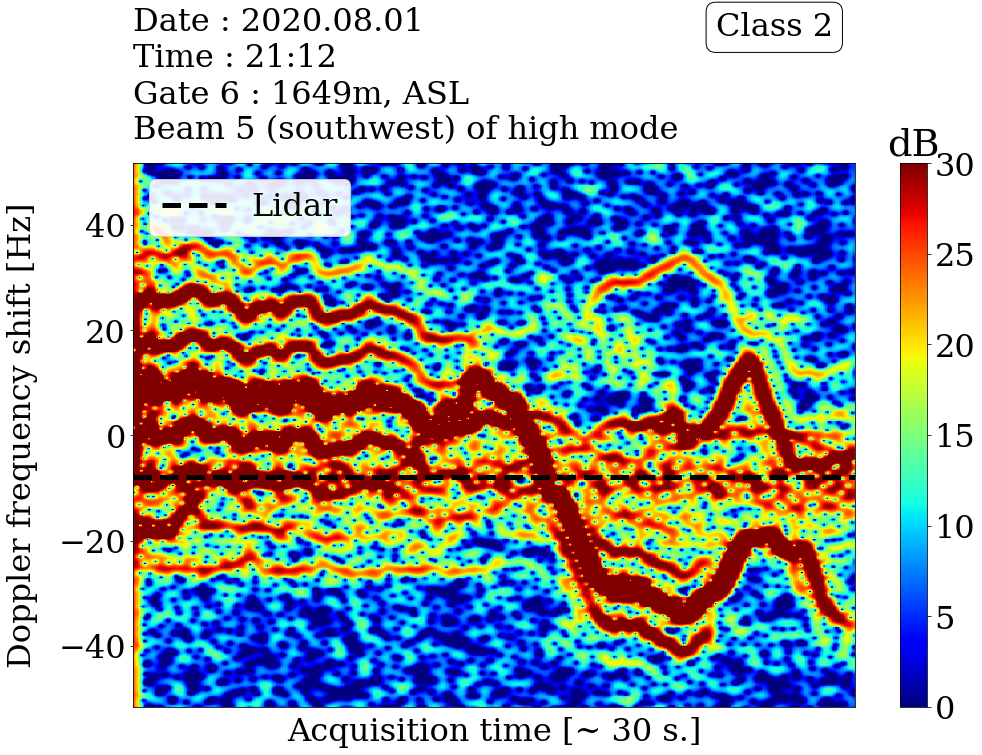 Date : 2020.08.01
Time : 21:12
Gate 6 : 1649m, ASL
Beam 5 (southwest) of high mode
Class 2
dB
Lidar
Doppler frequency shift [Hz]
40
20
0
−20
−40
30
25
20
15
10
5
0
Acquisition time [~ 30 s.]